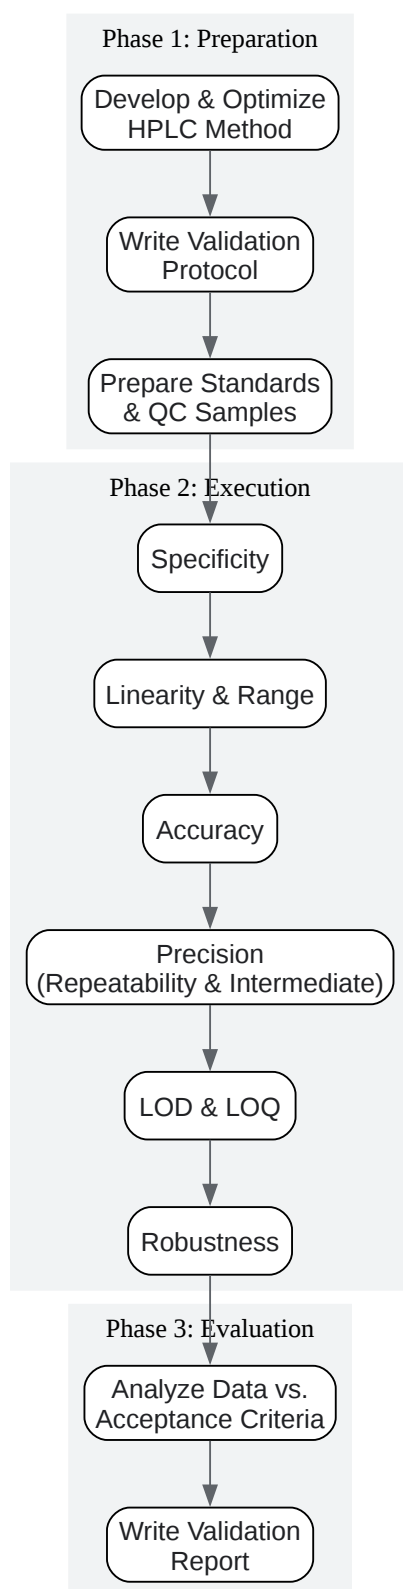 Phase 1: Preparation
Develop & Optimize
HPLC Method
Write Validation
Protocol
Prepare Standards
& QC Samples
Phase 2: Execution
Specificity
Linearity & Range
Accuracy
Precision
(Repeatability & Intermediate)
LOD & LOQ
Robustness
Phase 3: Evaluation
Analyze Data vs.
Acceptance Criteria
Write Validation
Report